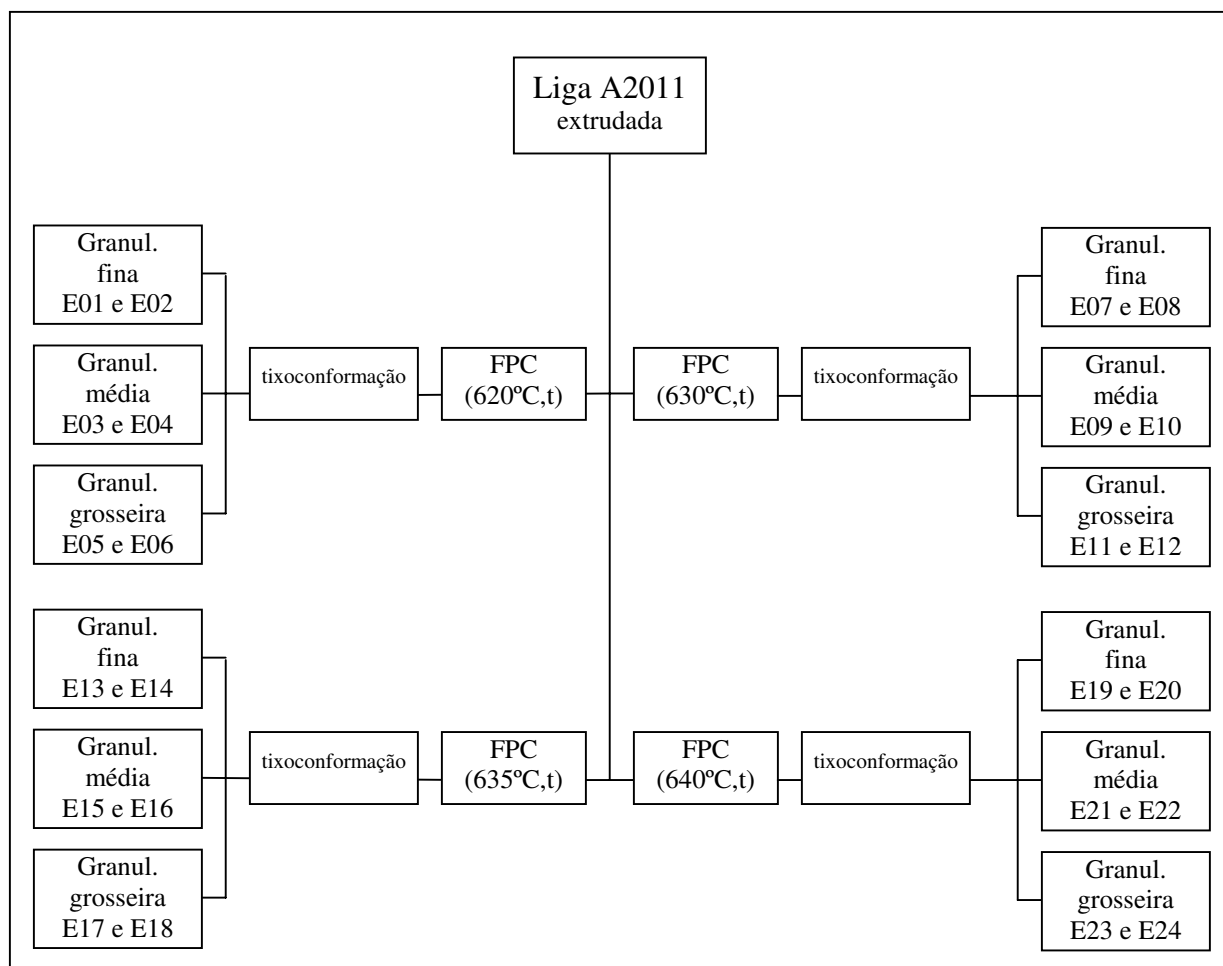 Liga A2011
extrudada
Granul.
fina
E01 e E02
Granul.
média
E03 e E04
Granul.
grosseira
E05 e E06
tixoconformação
FPC
(620ºC,t)
FPC
(630ºC,t)
tixoconformação
Granul.
fina
E07 e E08
Granul.
média
E09 e E10
Granul.
grosseira
E11 e E12
Granul.
fina
E13 e E14
Granul.
média
E15 e E16
Granul.
grosseira
E17 e E18
tixoconformação
FPC
(635ºC,t)
FPC
(640ºC,t)
tixoconformação
Granul.
fina
E19 e E20
Granul.
média
E21 e E22
Granul.
grosseira
E23 e E24